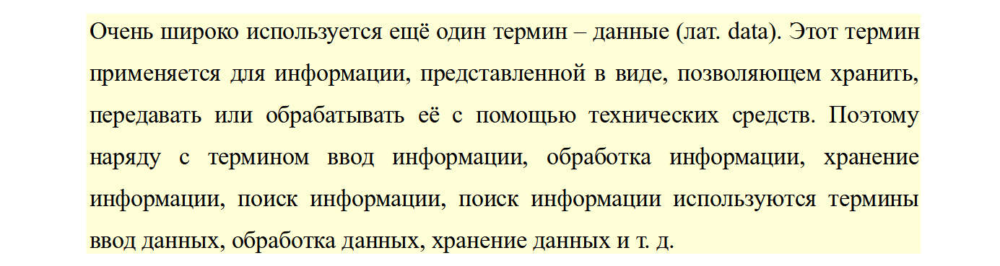 Очень широко используется ещё один термин – данные (лат. data). Этот термин
применяется для информации, представленной в виде, позволяющем хранить,
передавать или обрабатывать её с помощью технических средств. Поэтому
наряду с термином ввод информации, обработка информации, хранение
информации, поиск информации, поиск информации используются термины
ввод данных, обработка данных, хранение данных и т. д.